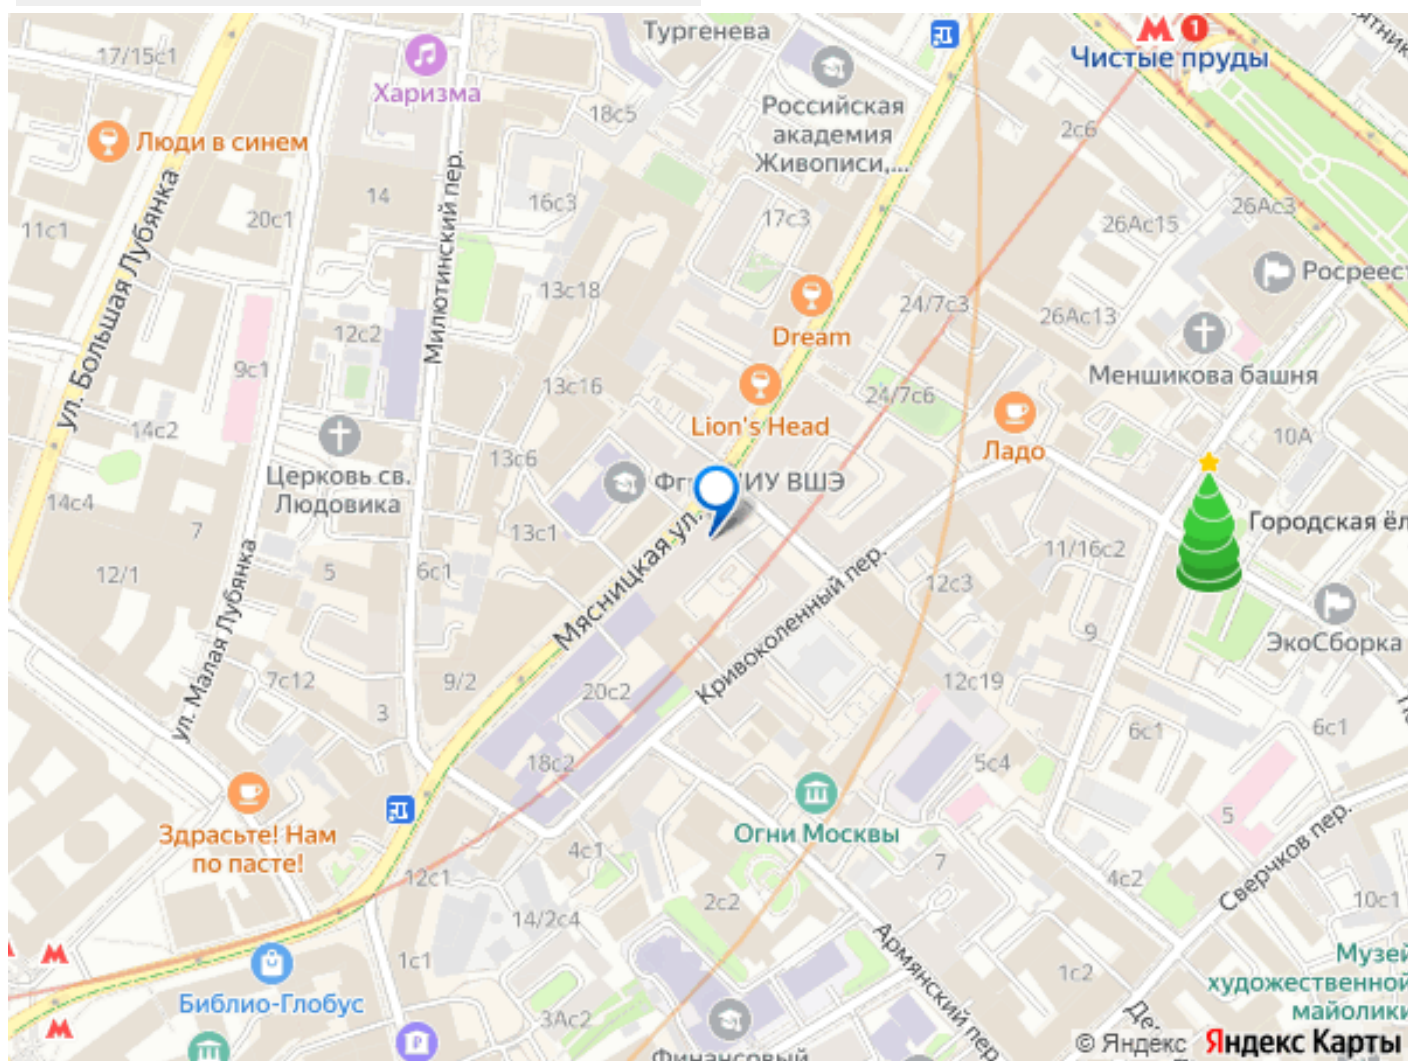 Тургенева
Чистые пруды
1
17/15с1
Харизма
18с5
Российская
академия
Живописи,...
2с6
Люди в синем
14
16с3
17с3
26Ас15
26Ас3
20с1
11с1
ул. Большая Лубянка
Милютинский пер.
Росреест
13с18
Dream
24/7с3
26Ас13
12с2
Меншикова башня
9с1
13с16
Lion's Head
24/7с6
Ладо
10А
14с2
Церковь св.
Людовика
13с6
ИУ ВШЭ
14с4
7
13с1
Городская ёл
11/16с2
12/1
5
6с1
Мясницкая ул.
12с3
ул. Малая Лубянка
Кривоколенный пер.
9
ЭкоСборка
7с12
9/2
20с2
12с19
3
6с1
6с1
18с2
5с4
Здрасьте! Нам
по пасте!
Огни Москвы
5
4с1
7
12с1
4с2
Сверчков пер.
2с2
14/2с4
10с1
1с1
Армянский пер.
1с2
Музей
художественной
майолики
Библио-Глобус
3Ас2
Де
Финансовый
© Яндекс Яндекс Карты